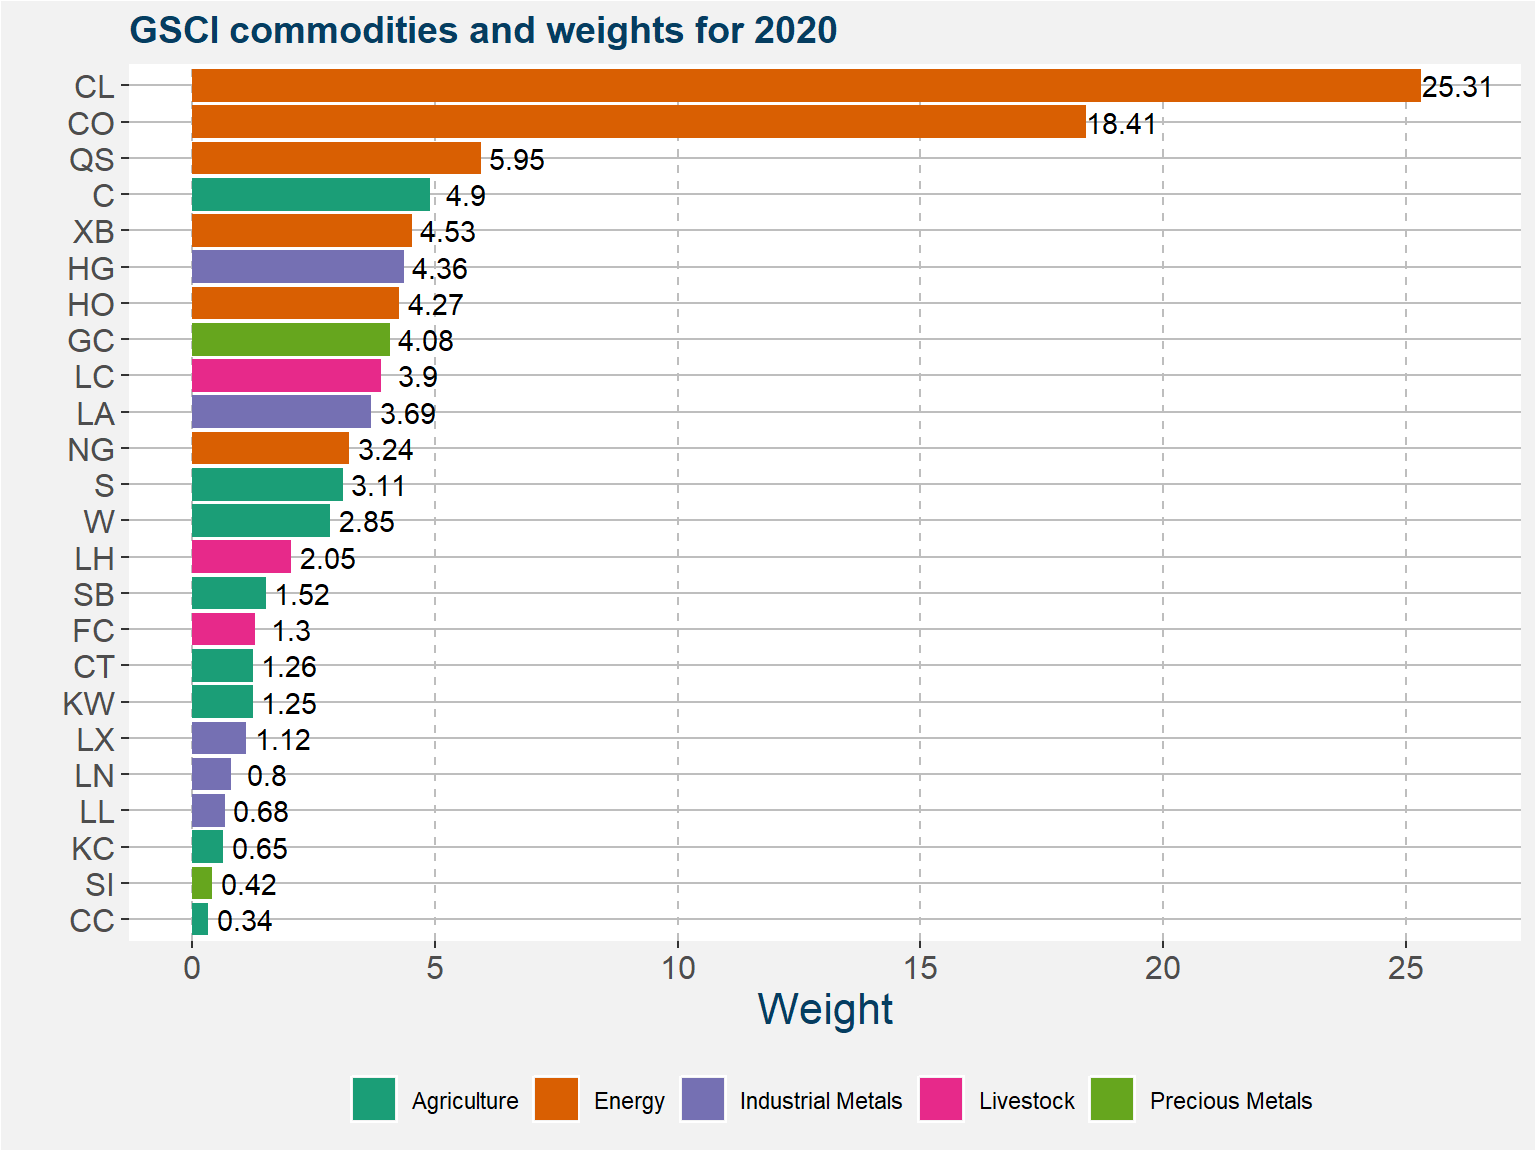 GSCI commodities and weights for 2020
CL 25.31
CO 18.41
QS 5.95
C 4.9
XB 4.53
HG 4.36
HO 4.27
GC 4.08
LC 3.9
LA 3.69
NG 3.24
S 3.11
W 2.85
LH 2.05
SB 1.52
FC 1.3
CT 1.26
KW 1.25
LX 1.12
LN 0.8
LL 0.68
KC 0.65
SI 0.42
CC 0.34
0 5 10 15 20 25
Weight
Agriculture Energy Industrial Metals Livestock Precious Metals